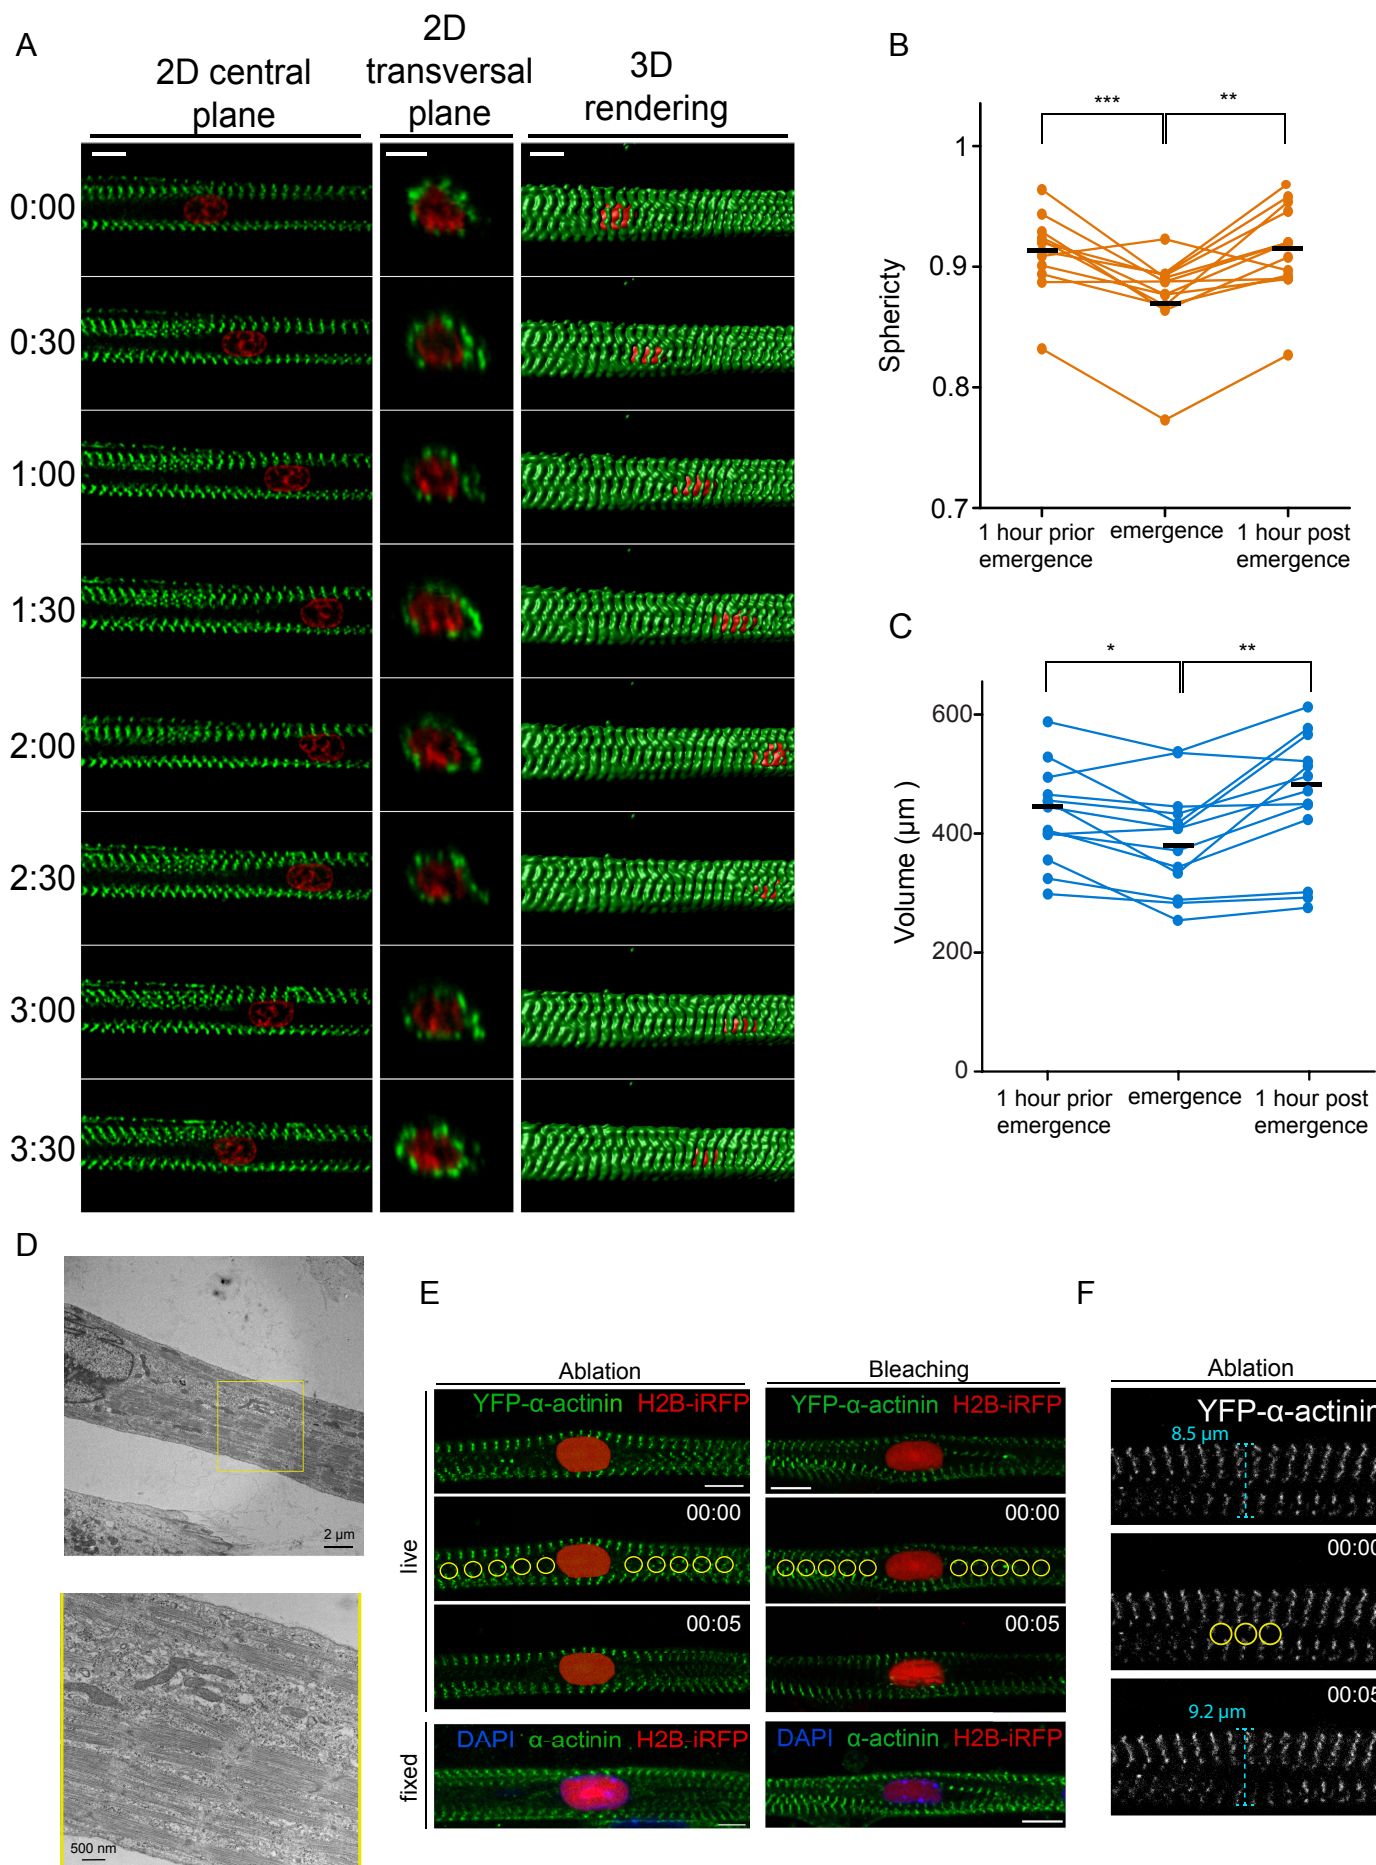 A
2D central
plane
2D
transversal
plane
3D
rendering
0:00
0:30
1:00
1:30
2:00
2:30
3:00
3:30
B
***
**
1
0.9
0.8
0.7
Sphericty
1 hour prior
emergence
emergence
1 hour post
emergence
C
*
**
600
400
200
0
Volume (µm )
1 hour prior
emergence
emergence
1 hour post
emergence
D
2 µm
500 nm
E
Ablation
Bleaching
live
fixed
YFP-α-actinin H2B-iRFP
00:00
00:05
DAPI α-actinin H2B-iRFP
YFP-α-actinin H2B-iRFP
00:00
00:05
DAPI α-actinin H2B-iRFP
F
Ablation
YFP-α-actinin
8.5 µm
00:00
00:05
9.2 µm